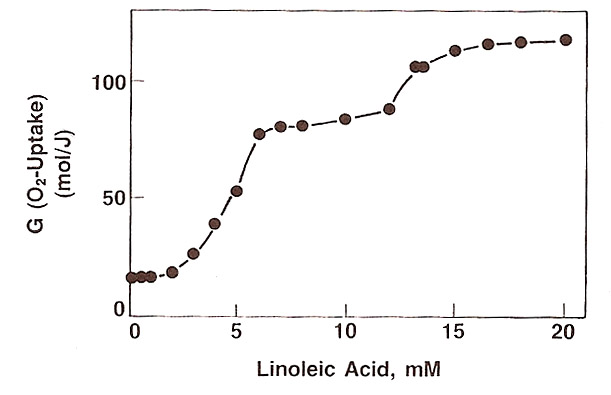 G (O₂-Uptake)
(mol/J)
100
50
0
0 5 10 15 20
Linoleic Acid, mM